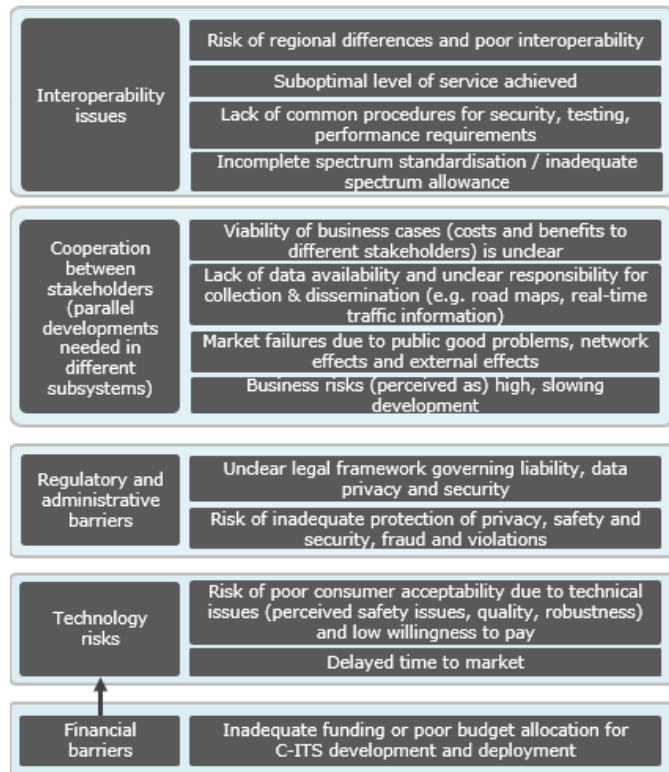 Interoperability
issues
Risk of regional differences and poor interoperability
Suboptimal level of service achieved
Lack of common procedures for security, testing,
performance requirements
Incomplete spectrum standardisation / inadequate
spectrum allowance
Cooperation
between
stakeholders
(parallel
developments
needed in
different
subsystems)
Viability of business cases (costs and benefits to
different stakeholders) is unclear
Lack of data availability and unclear responsibility for
collection & dissemination (e.g. road maps, real-time
traffic information)
Market failures due to public good problems, network
effects and external effects
Business risks (perceived as) high, slowing
development
Regulatory and
administrative
barriers
Unclear legal framework governing liability, data
privacy and security
Risk of inadequate protection of privacy, safety and
security, fraud and violations
Technology
risks
Risk of poor consumer acceptability due to technical
issues (perceived safety issues, quality, robustness)
and low willingness to pay
Delayed time to market
Financial
barriers
Inadequate funding or poor budget allocation for
C-ITS development and deployment